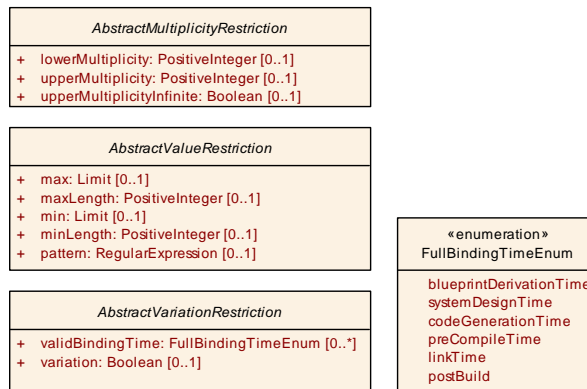 AbstractMultiplicityRestriction
+ lowerMultiplicity: PositiveInteger [0..1]
+ upperMultiplicity: PositiveInteger [0..1]
+ upperMultiplicityInfinite: Boolean [0..1]
AbstractValueRestriction
+ max: Limit [0..1]
+ maxLength: PositiveInteger [0..1]
+ min: Limit [0..1]
+ minLength: PositiveInteger [0..1]
+ pattern: RegularExpression [0..1]
AbstractVariationRestriction
+ validBindingTime: FullBindingTimeEnum [0..*]
+ variation: Boolean [0..1]
«enumeration»
FullBindingTimeEnum
blueprintDerivationTime
systemDesignTime
codeGenerationTime
preCompileTime
linkTime
postBuild